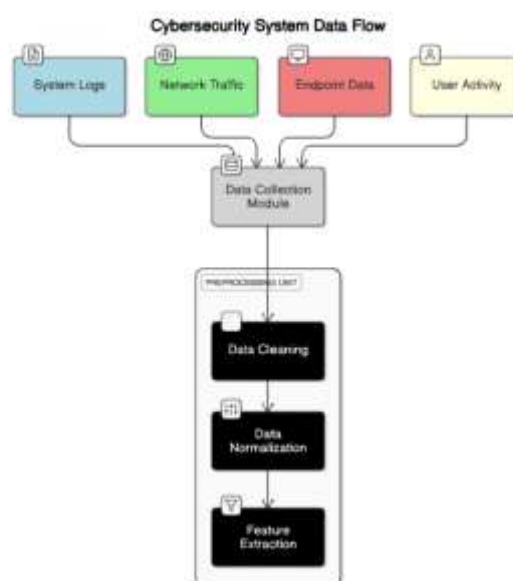 Cybersecurity System Data Flow
System Logs
Network Traffic
Endpoint Data
User Activity
Data Collection
Module
PREPROCESSING UNIT
Data Cleaning
Data
Normalization
Feature
Extraction